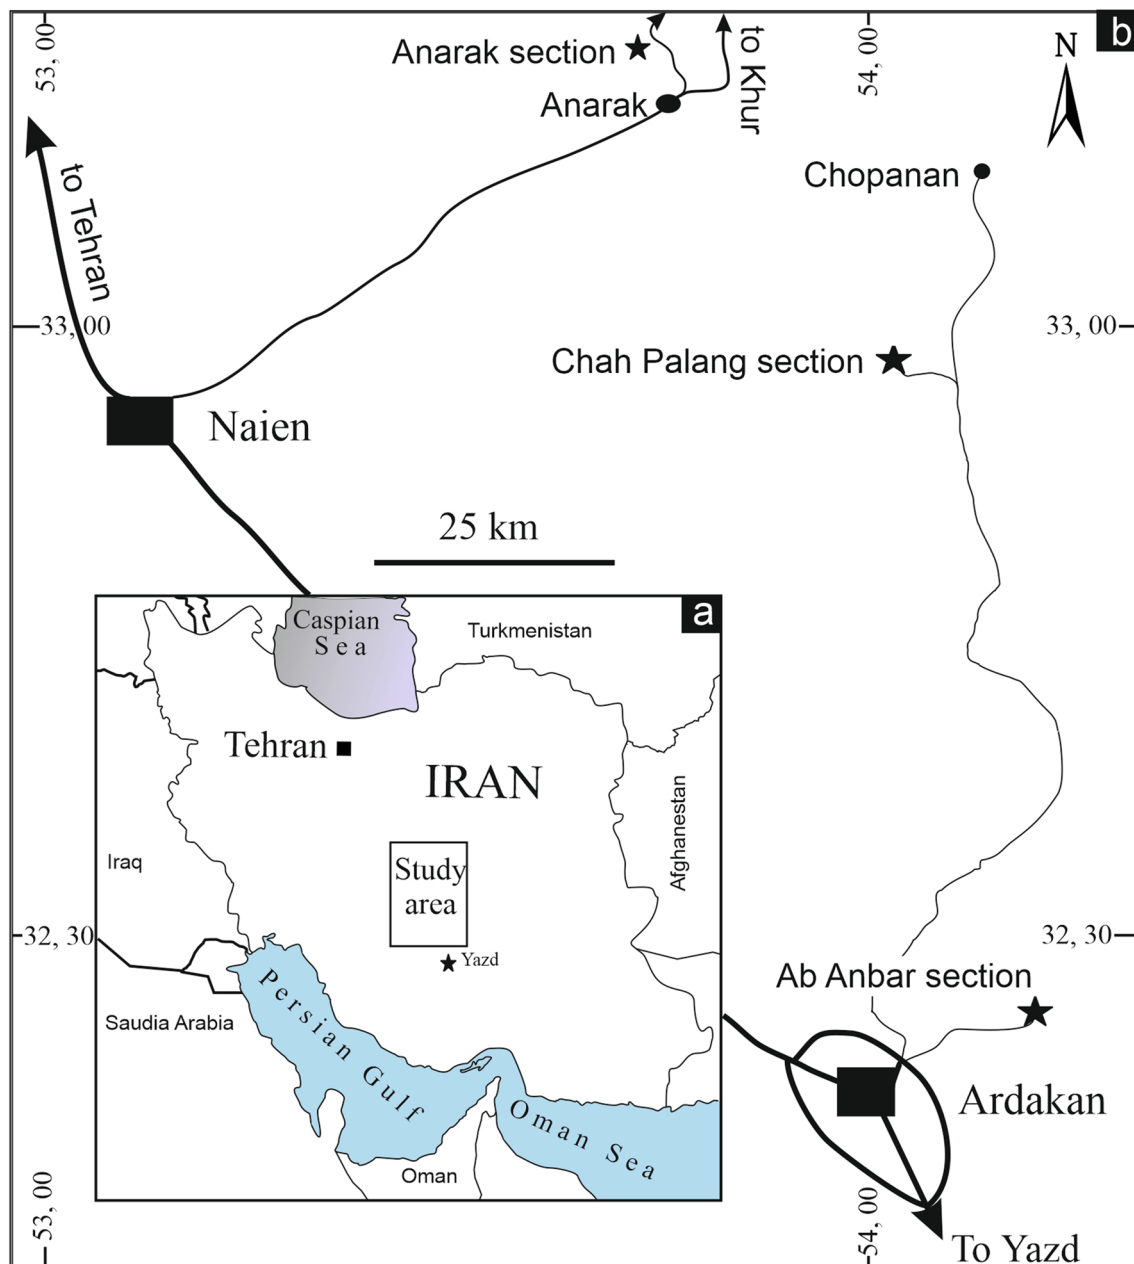 53, 00
54, 00
b
Anarak section
to Khur
N
Anarak
to Tehran
Chopanan
33, 00
33, 00
Chah Palang section
Naien
25 km
a
Caspian
Sea
Turkmenistan
Tehran
IRAN
Afghanestan
Iraq
Study
area
Yazd
32, 30
32, 30
Persian Gulf
Saudia Arabia
Ab Anbar section
Oman Sea
Ardakan
Oman
53, 00
54, 00
To Yazd